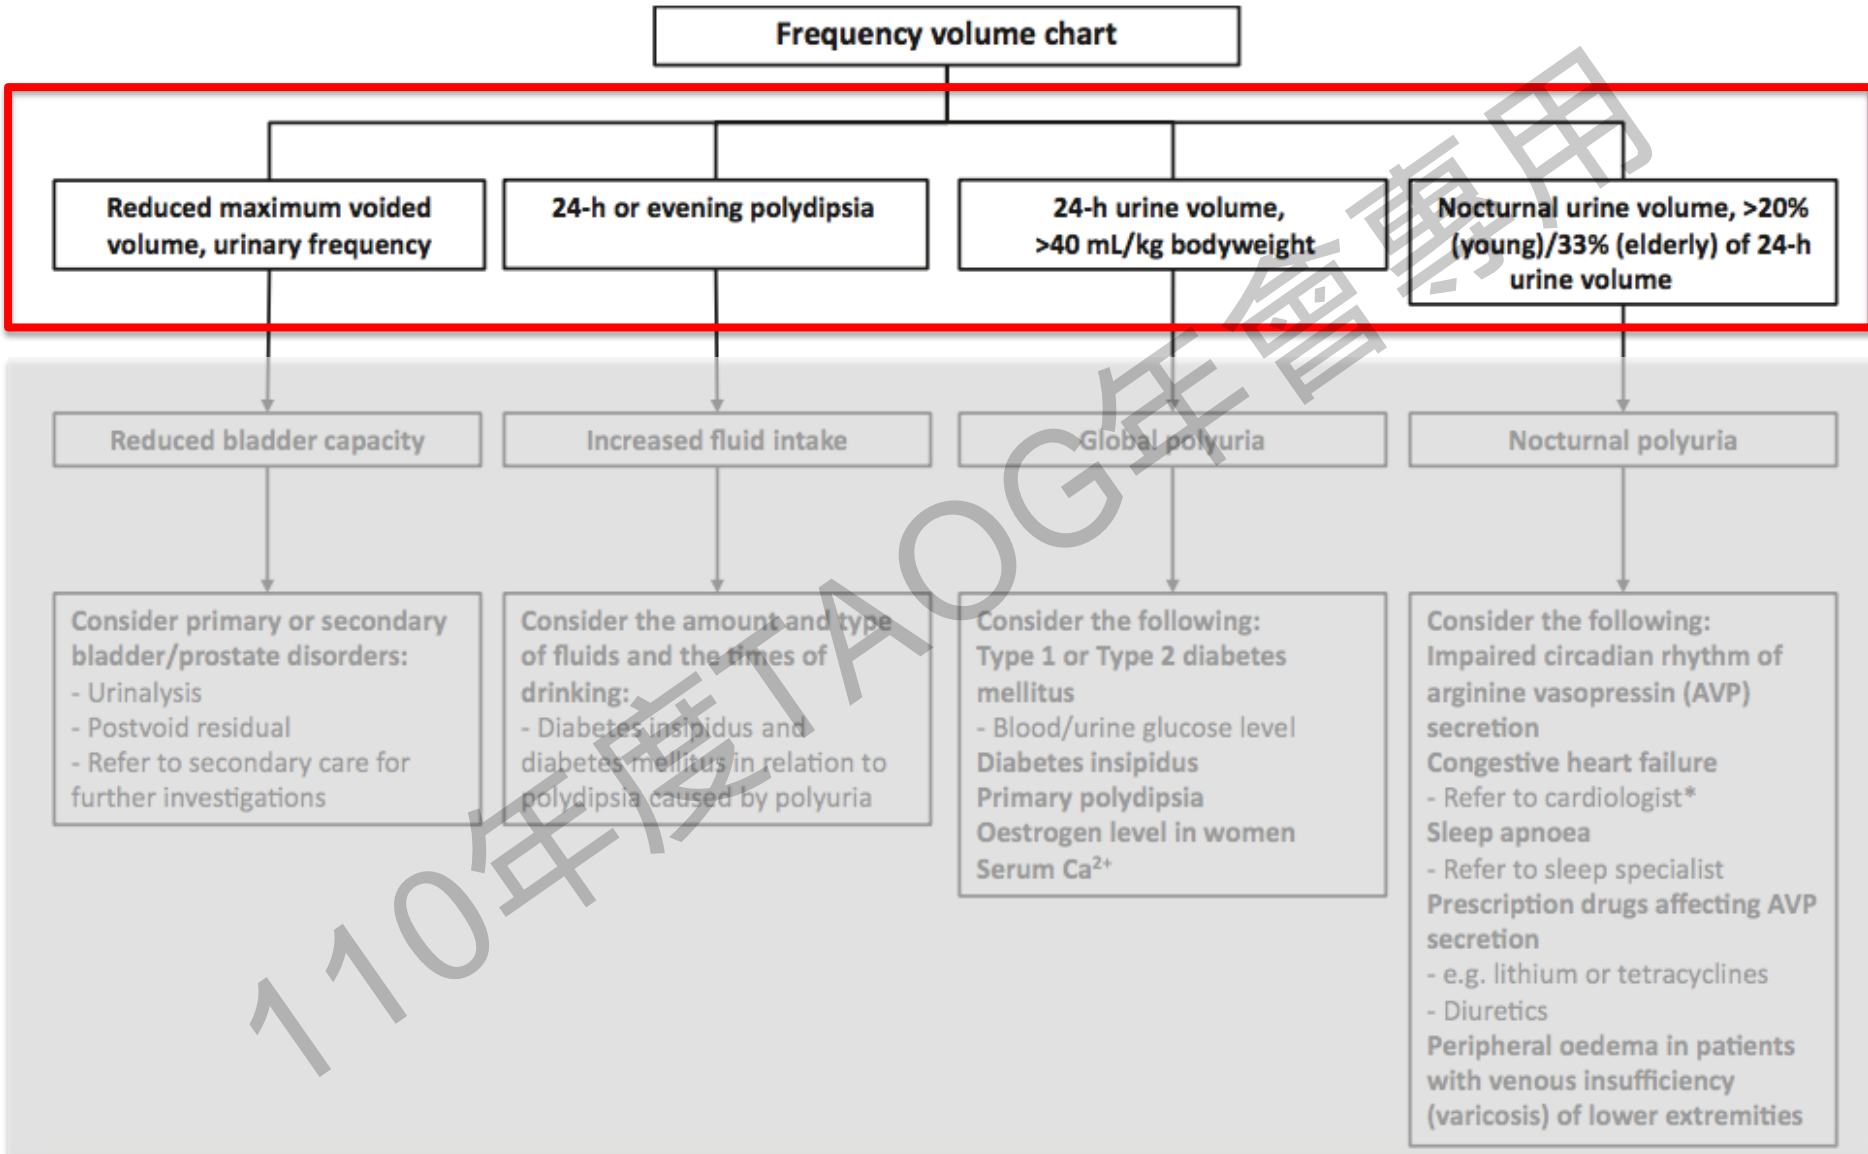 Frequency volume chart
Reduced maximum voided
volume, urinary frequency
24-h or evening polydipsia
24-h urine volume,
>40 mL/kg bodyweight
Nocturnal urine volume, >20%
(young)/33% (elderly) of 24-h
urine volume
Reduced bladder capacity
Increased fluid intake
Global polyuria
Nocturnal polyuria
Consider primary or secondary
bladder/prostate disorders:
- Urinalysis
- Postvoid residual
- Refer to secondary care for
further investigations
Consider the amount and type
of fluids and the times of
drinking:
- Diabetes insipidus and
diabetes mellitus in relation to
polydipsia caused by polyuria
Consider the following:
Type 1 or Type 2 diabetes
mellitus
- Blood/urine glucose level
Diabetes insipidus
Primary polydipsia
Oestrogen level in women
Serum Ca²⁺
Consider the following:
Impaired circadian rhythm of
arginine vasopressin (AVP)
secretion
Congestive heart failure
- Refer to cardiologist*
Sleep apnoea
- Refer to sleep specialist
Prescription drugs affecting AVP
secretion
- e.g. lithium or tetracyclines
- Diuretics
Peripheral oedema in patients
with venous insufficiency
(varicosis) of lower extremities
110年度TAOG年會專用